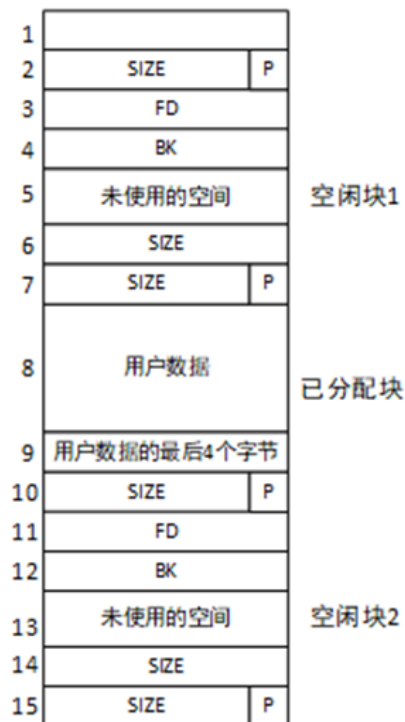 1
2 SIZE P
3 FD
4 BK
5 未使用的空间 空闲块1
6 SIZE
7 SIZE P
8 用户数据
已分配块
9 用户数据的最后4个字节
10 SIZE P
11 FD
12 BK
13 未使用的空间 空闲块2
14 SIZE
15 SIZE P